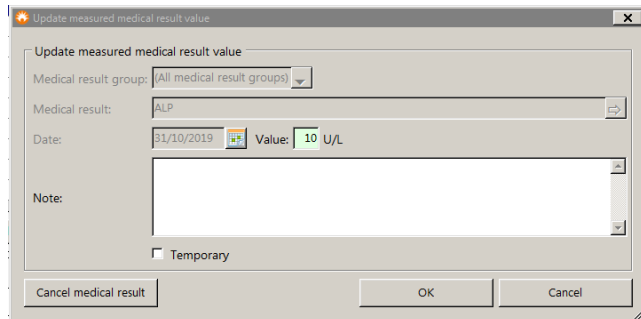 Update measured medical result value
Update measured medical result value
Medical result group: (All medical result groups)
Medical result: ALP
Date: 31/10/2019 Value: 10 U/L
Note:
Temporary
Cancel medical result OK Cancel